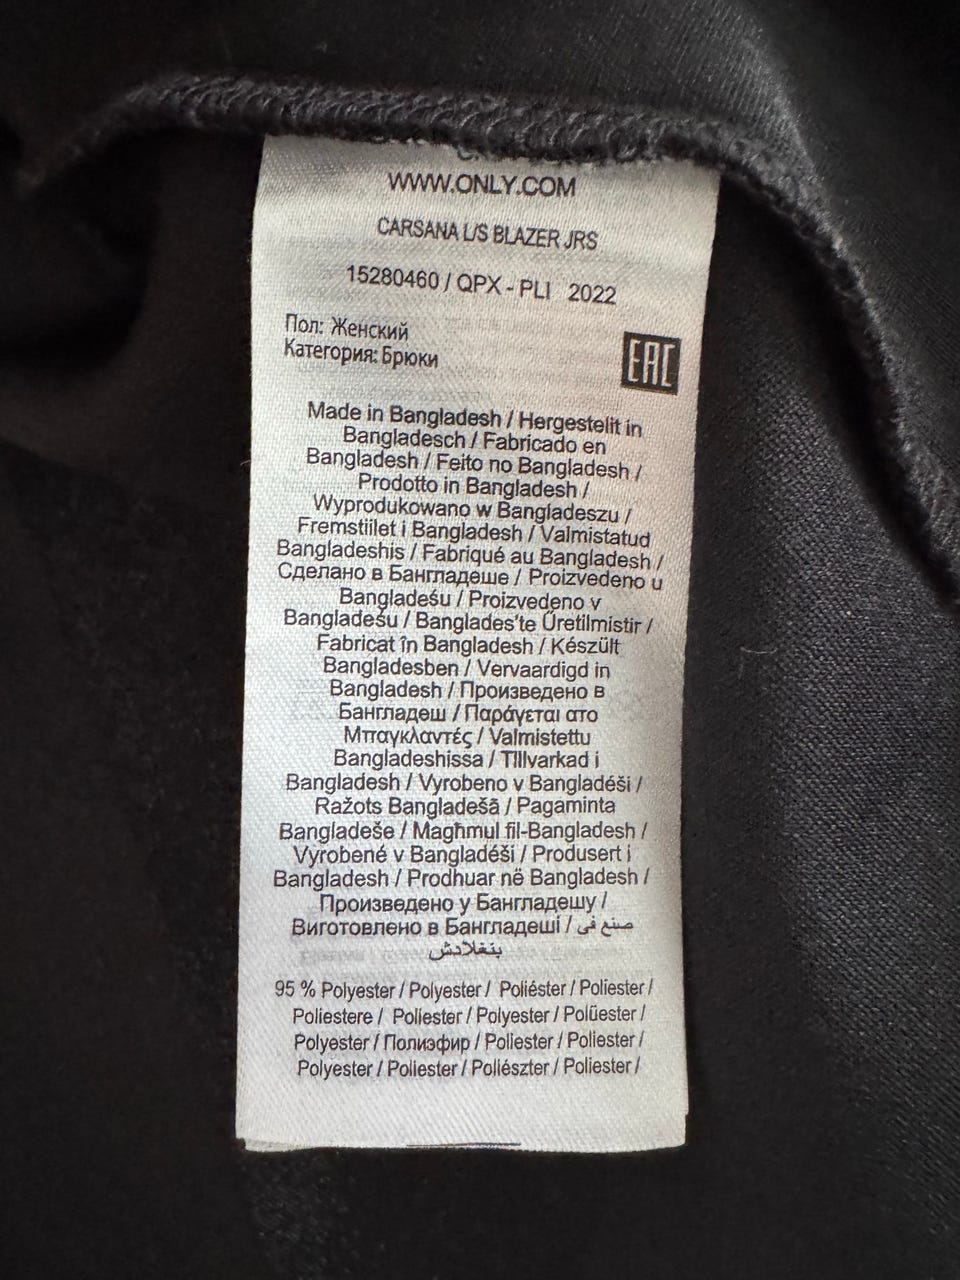 WWW.ONLY.COM
CARSANA L/S BLAZER JRS
15280460 / QPX - PLI 2022
Пол: Женский
Категория: Брюки
EAC
Made in Bangladesh / Hergestellt in
Bangladesch / Fabricado en
Bangladesh / Feito no Bangladesh /
Prodotto in Bangladesh /
Wyprodukowano w Bangladeszu /
Fremstillet i Bangladesh / Valmistatud
Bangladeshis / Fabriqué au Bangladesh /
Сделано в Бангладеше / Proizvedeno u
Bangladešu / Proizvedeno v
Bangladešu / Banglades'te Üretilmistir /
Fabricat în Bangladesh / Készült
Bangladesben / Vervaardigd in
Bangladesh / Произведено в
Бангладеш / Παράγεται ατο
Μπαγκλαντές / Valmistettu
Bangladeshissa / Tillvarkad i
Bangladesh / Vyrobeno v Bangladéši /
Ražots Bangladešā / Pagaminta
Bangladeše / Magħmul fil-Bangladesh /
Vyrobené v Bangladéši / Produsert i
Bangladesh / Prodhuar në Bangladesh /
Произведено у Бангладешу /
Виготовлено в Бангладеші / صنع في
بنغلادش
95 % Polyester / Polyester / Poliéster / Poliester /
Poliestere / Poliester / Polyester / Polüester /
Polyester / Полиэфир / Poliester / Poliester /
Polyester / Poliester / Poliészter / Poliester /